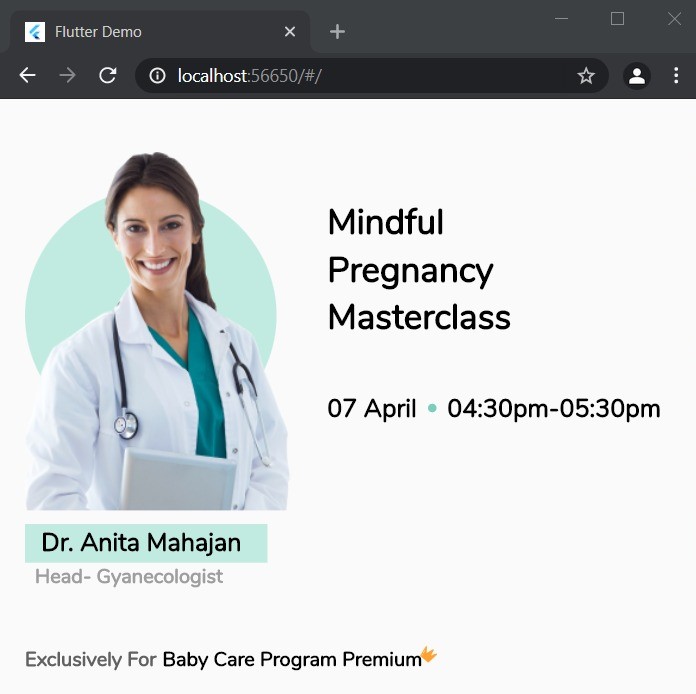 Flutter Demo
localhost:56650/#/
Mindful
Pregnancy
Masterclass
07 April • 04:30pm-05:30pm
Dr. Anita Mahajan
Head- Gyanecologist
Exclusively For Baby Care Program Premium